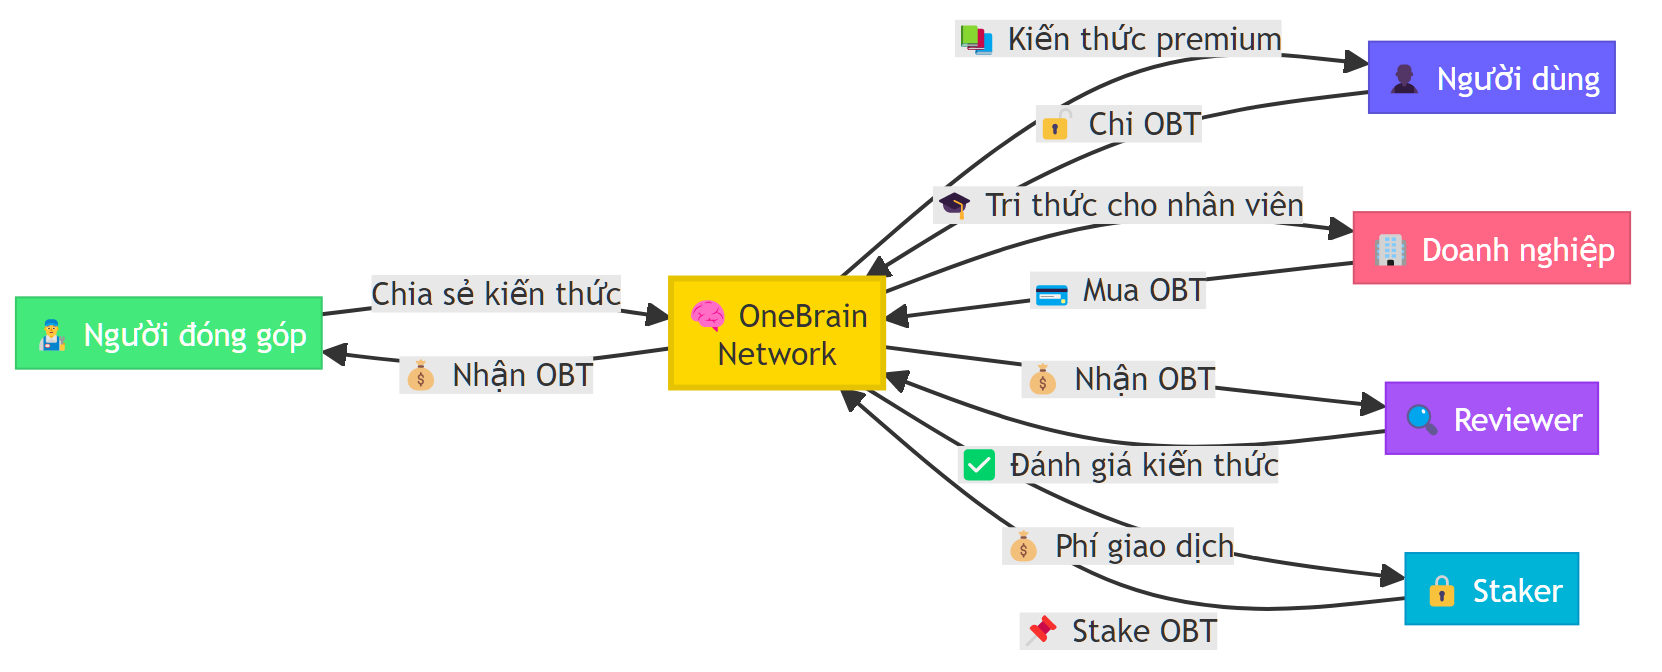 Kiến thức premium
Người dùng
Chi OBT
Tri thức cho nhân viên
Doanh nghiệp
Chia sẻ kiến thức
Mua OBT
OneBrain
Network
Người đóng góp
Nhận OBT
Nhận OBT
Reviewer
Đánh giá kiến thức
Phí giao dịch
Staker
Stake OBT